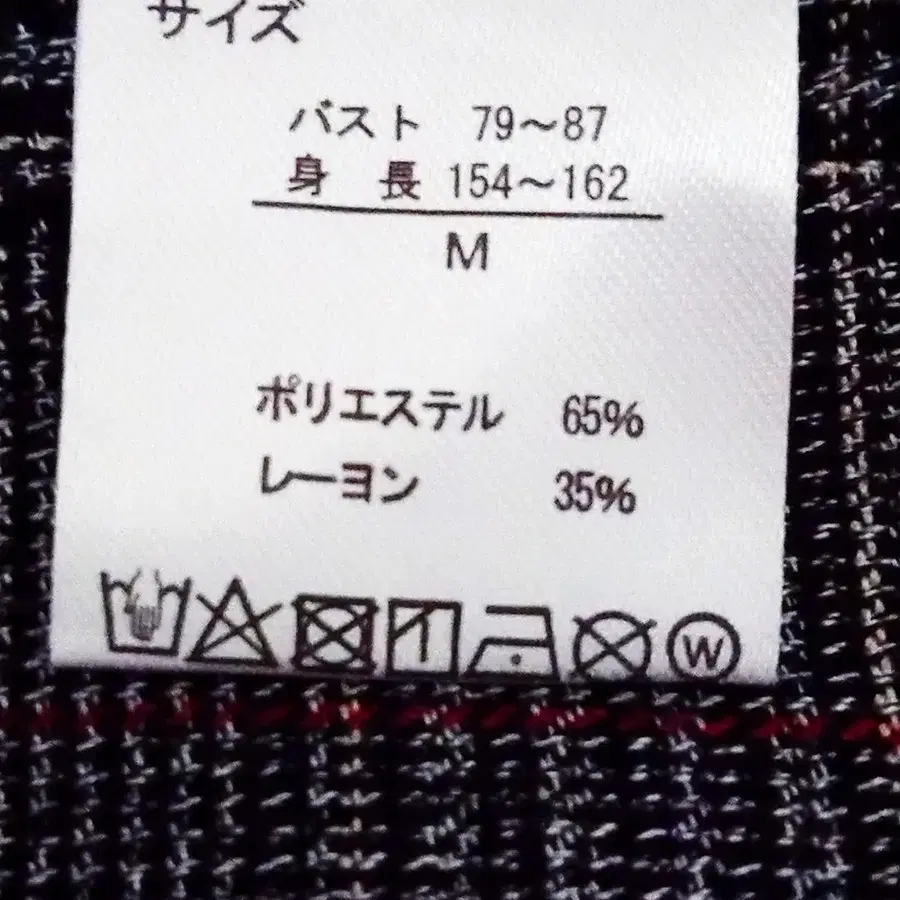 サイズ
バスト 79～87
身 長 154～162
M
ポリエステル 65%
レーヨン 35%
W